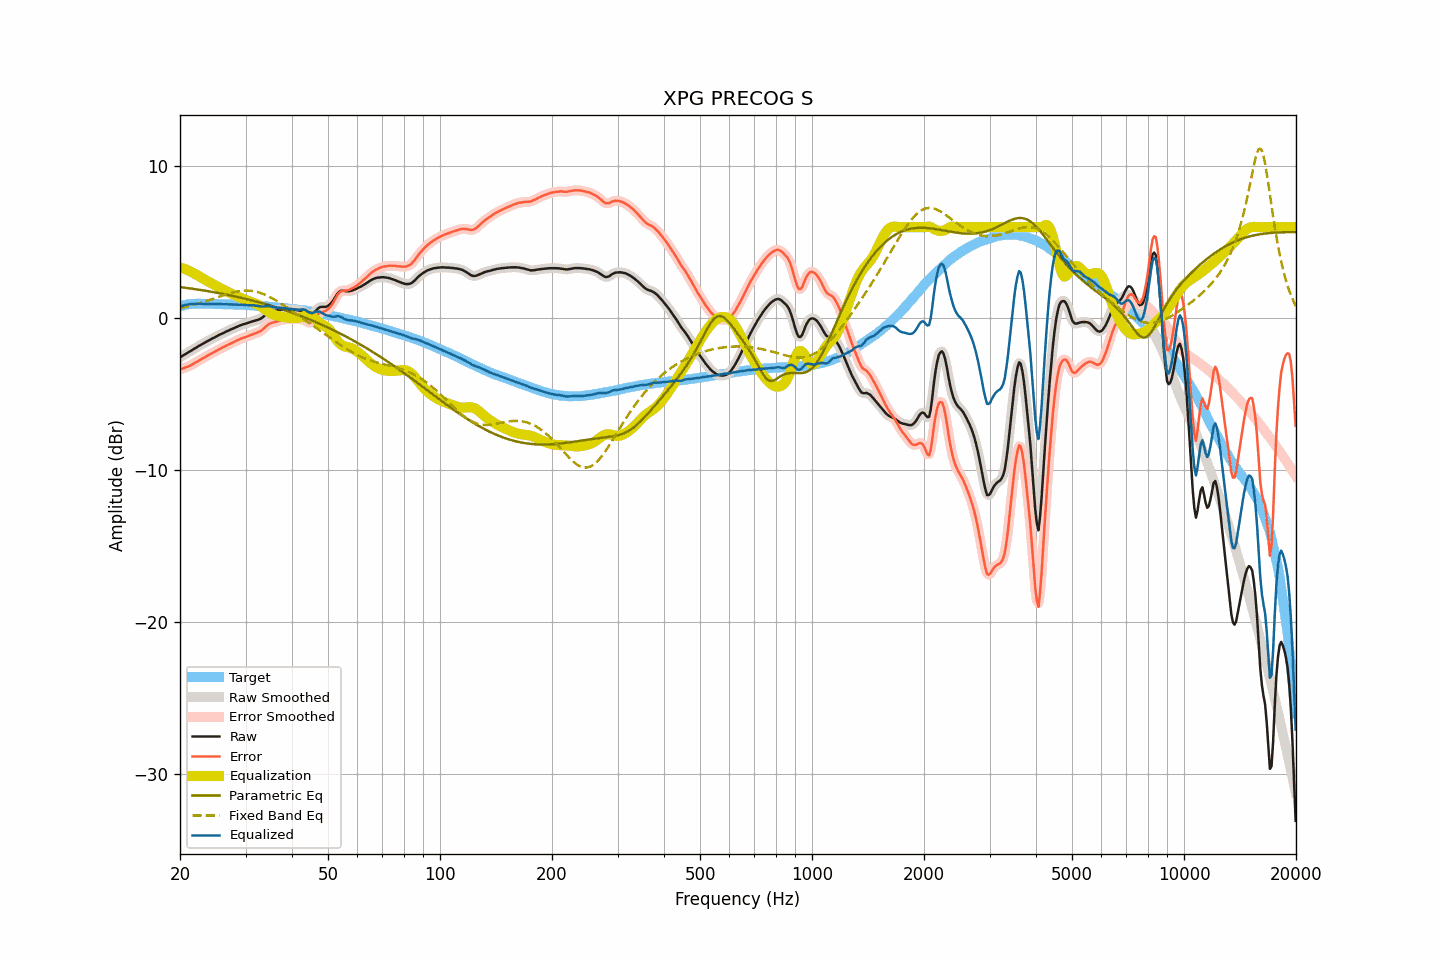 XPG PRECOG S
Amplitude (dBr)
10
0
−10
−20
−30
Target
Raw Smoothed
Error Smoothed
Raw
Error
Equalization
Parametric Eq
Fixed Band Eq
Equalized
20 50 100 200 500 1000 2000 5000 10000 20000
Frequency (Hz)